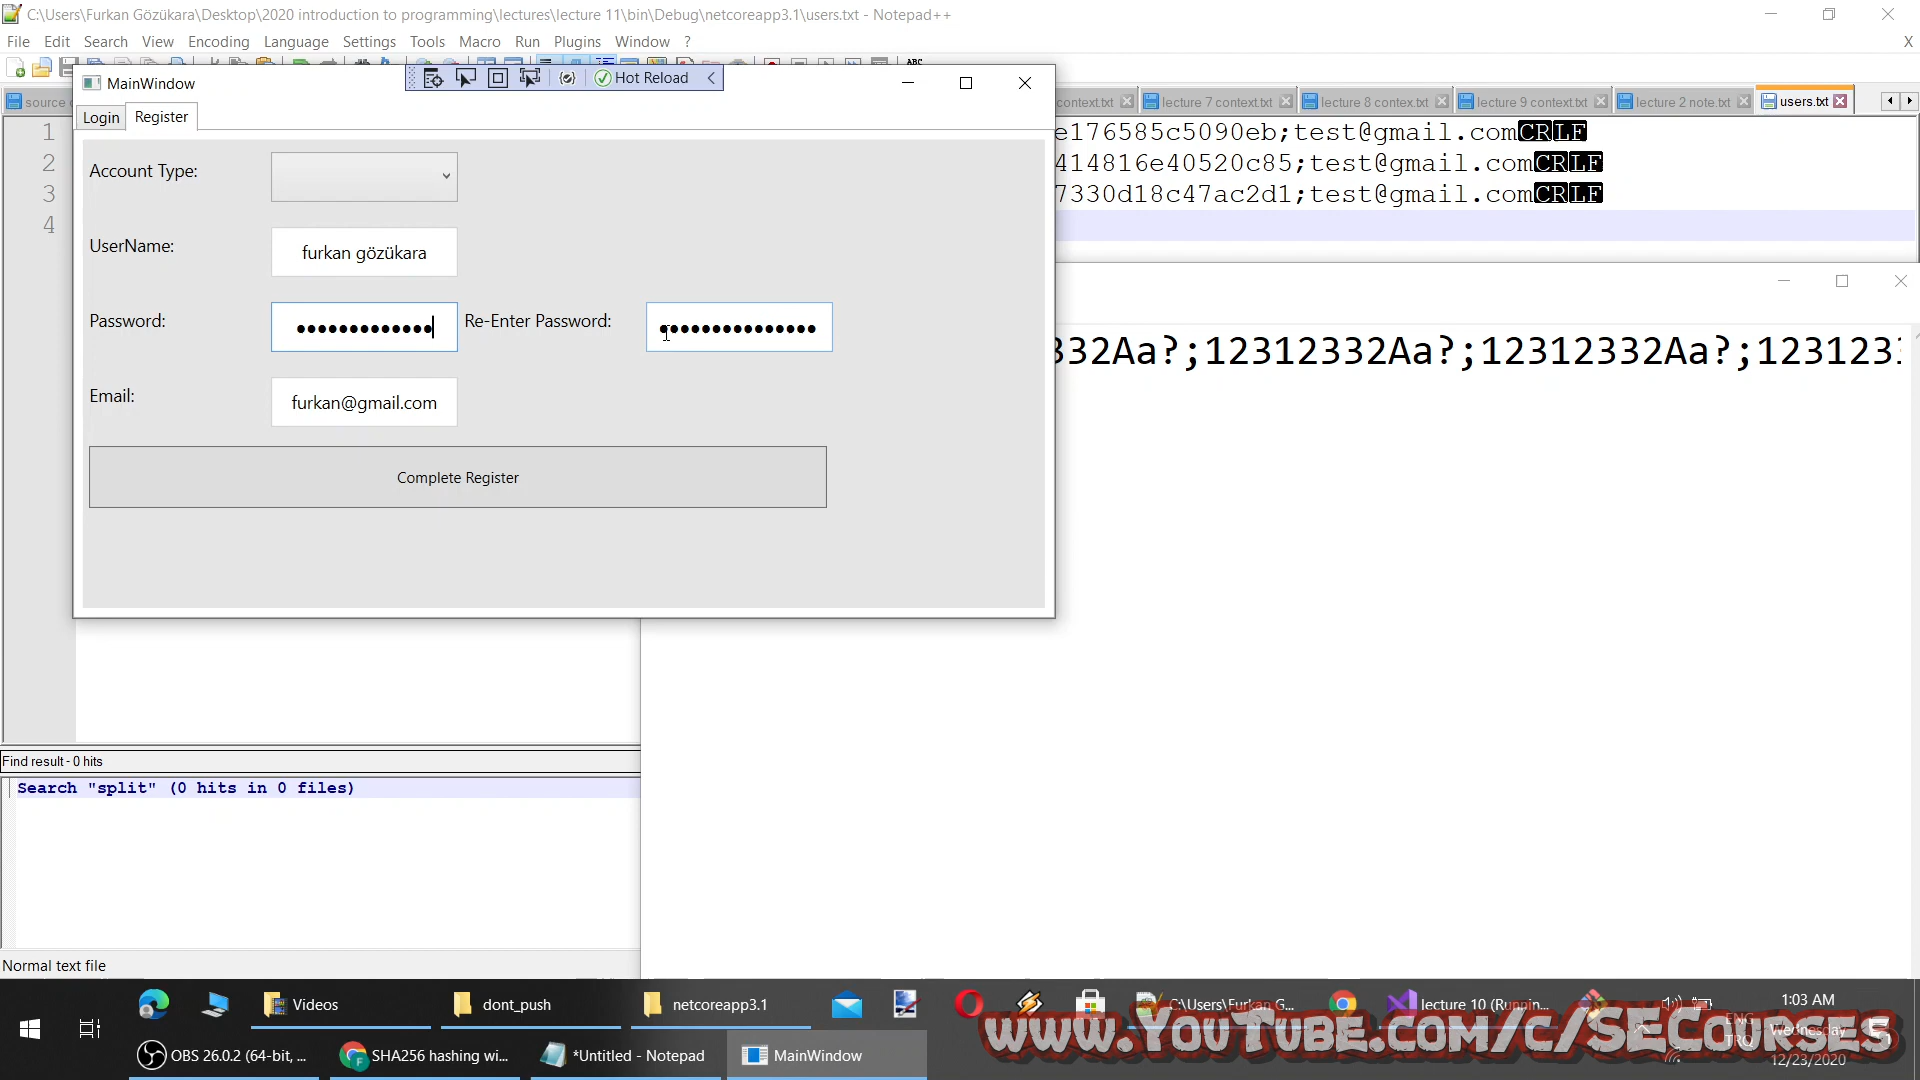 C:\Users\Furkan Gözükara\Desktop\2020 introduction to programming\lectures\lecture 11\bin\Debug\netcoreapp3.1\users.txt - Notepad++
File Edit Search View Encoding Language Settings Tools Macro Run Plugins Window ? X
MainWindow
Hot Reload
source
context.txt
lecture 7 context.txt
lecture 8 contex.txt
lecture 9 context.txt
lecture 2 note.txt
users.txt
Login Register
1 e176585c5090eb;test@gmail.comCRLF
2 414816e40520c85;test@gmail.comCRLF
3 7330d18c47ac2d1;test@gmail.comCRLF
4
Account Type:
UserName: furkan gözükara
Password: Re-Enter Password:
32Aa?;12312332Aa?;12312332Aa?;123123
Email: furkan@gmail.com
Complete Register
Find result - 0 hits
Search "split" (0 hits in 0 files)
Normal text file
Videos
dont_push
netcoreapp3.1
C:\Users\Furkan G...
lecture 10 (Runnin...
1:03 AM
ENG
Wednesday
TRQ
12/23/2020
OBS 26.0.2 (64-bit, ...
SHA256 hashing wi...
*Untitled - Notepad
MainWindow
www.YouTube.com/c/SECourses